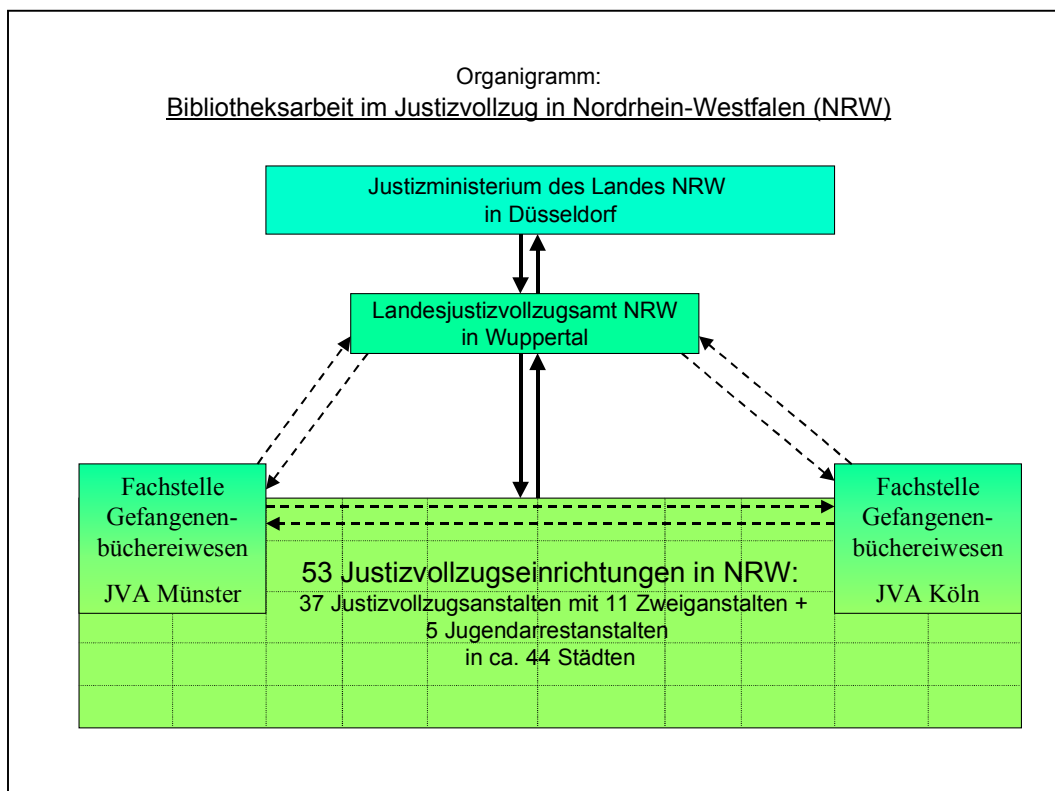 Organigramm:
Bibliotheksarbeit im Justizvollzug in Nordrhein-Westfalen (NRW)
Justizministerium des Landes NRW
in Düsseldorf
Landesjustizvollzugsamt NRW
in Wuppertal
Fachstelle
Gefangenen-
büchereiwesen
JVA Münster
Fachstelle
Gefangenen-
büchereiwesen
JVA Köln
53 Justizvollzugseinrichtungen in NRW:
37 Justizvollzugsanstalten mit 11 Zweiganstalten +
5 Jugendarrestanstalten
in ca. 44 Städten